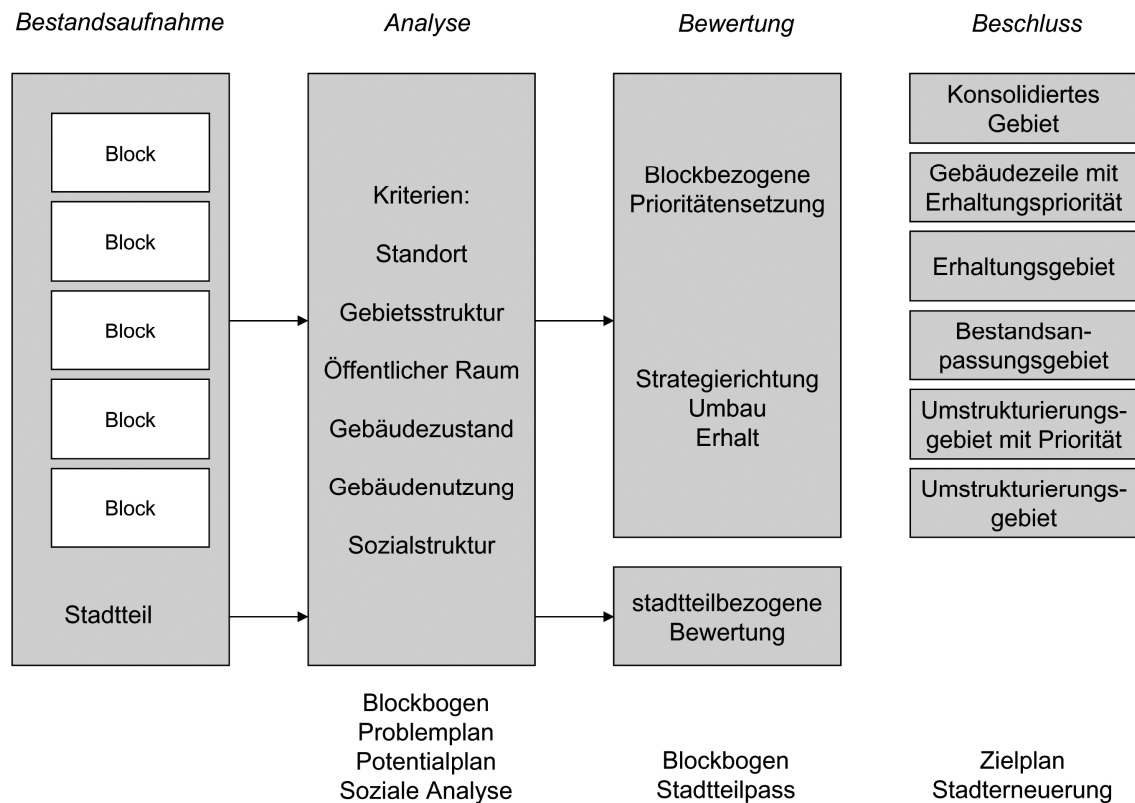 Bestandsaufnahme
Analyse
Bewertung
Beschluss
Block
Block
Block
Block
Block
Stadtteil
Kriterien:
Standort
Gebietsstruktur
Öffentlicher Raum
Gebäudezustand
Gebäudenutzung
Sozialstruktur
Blockbogen
Problemplan
Potentialplan
Soziale Analyse
Blockbezogene
Prioritätensetzung
Strategierichtung
Umbau
Erhalt
stadtteilbezogene
Bewertung
Blockbogen
Stadtteilpass
Konsolidiertes
Gebiet
Gebäudezeile mit
Erhaltungspriorität
Erhaltungsgebiet
Bestandsan-
passungsgebiet
Umstrukturierungs-
gebiet mit Priorität
Umstrukturierungs-
gebiet
Zielplan
Stadterneuerung